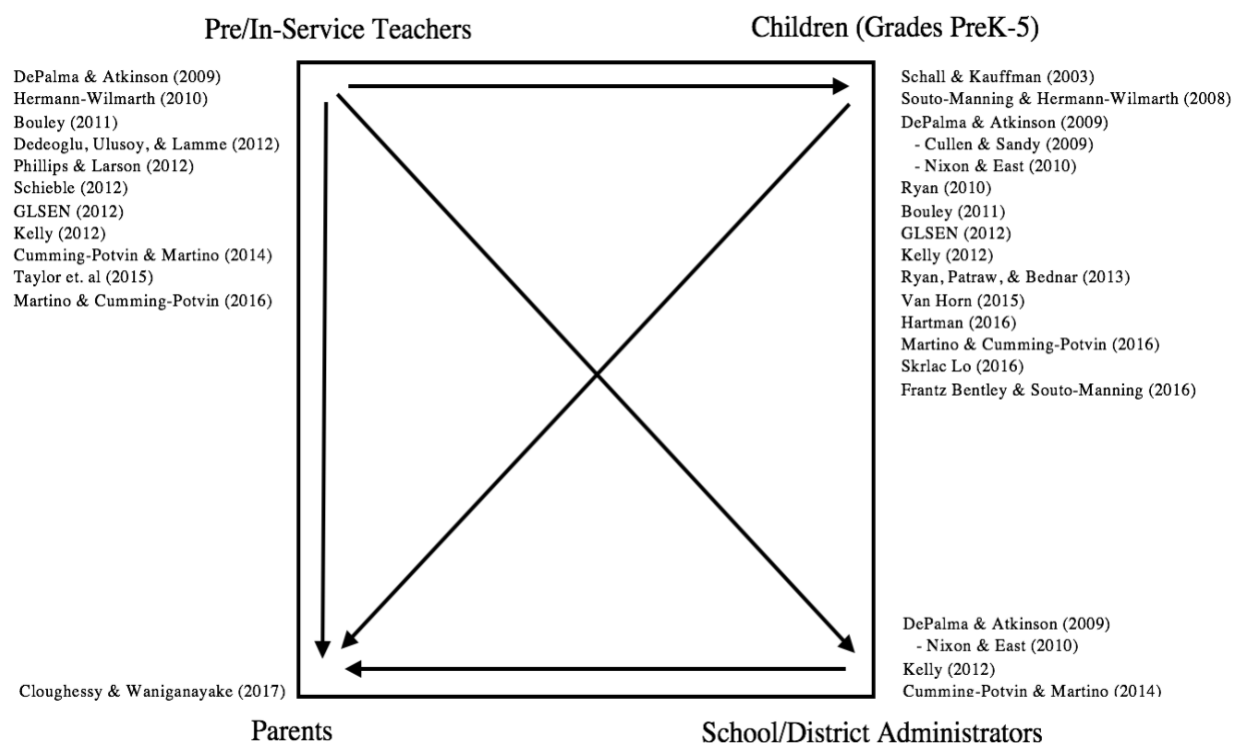 Pre/In-Service Teachers
Children (Grades PreK-5)
DePalma & Atkinson (2009)
Hermann-Wilmarth (2010)
Bouley (2011)
Dedeoglu, Ulusoy, & Lamme (2012)
Phillips & Larson (2012)
Schieble (2012)
GLSEN (2012)
Kelly (2012)
Cumming-Potvin & Martino (2014)
Taylor et. al (2015)
Martino & Cumming-Potvin (2016)
Schall & Kauffman (2003)
Souto-Manning & Hermann-Wilmarth (2008)
DePalma & Atkinson (2009)
- Cullen & Sandy (2009)
- Nixon & East (2010)
Ryan (2010)
Bouley (2011)
GLSEN (2012)
Kelly (2012)
Ryan, Patraw, & Bednar (2013)
Van Horn (2015)
Hartman (2016)
Martino & Cumming-Potvin (2016)
Skrlac Lo (2016)
Frantz Bentley & Souto-Manning (2016)
Cloughessy & Waniganayake (2017)
DePalma & Atkinson (2009)
- Nixon & East (2010)
Kelly (2012)
Cumming-Potvin & Martino (2014)
Parents
School/District Administrators